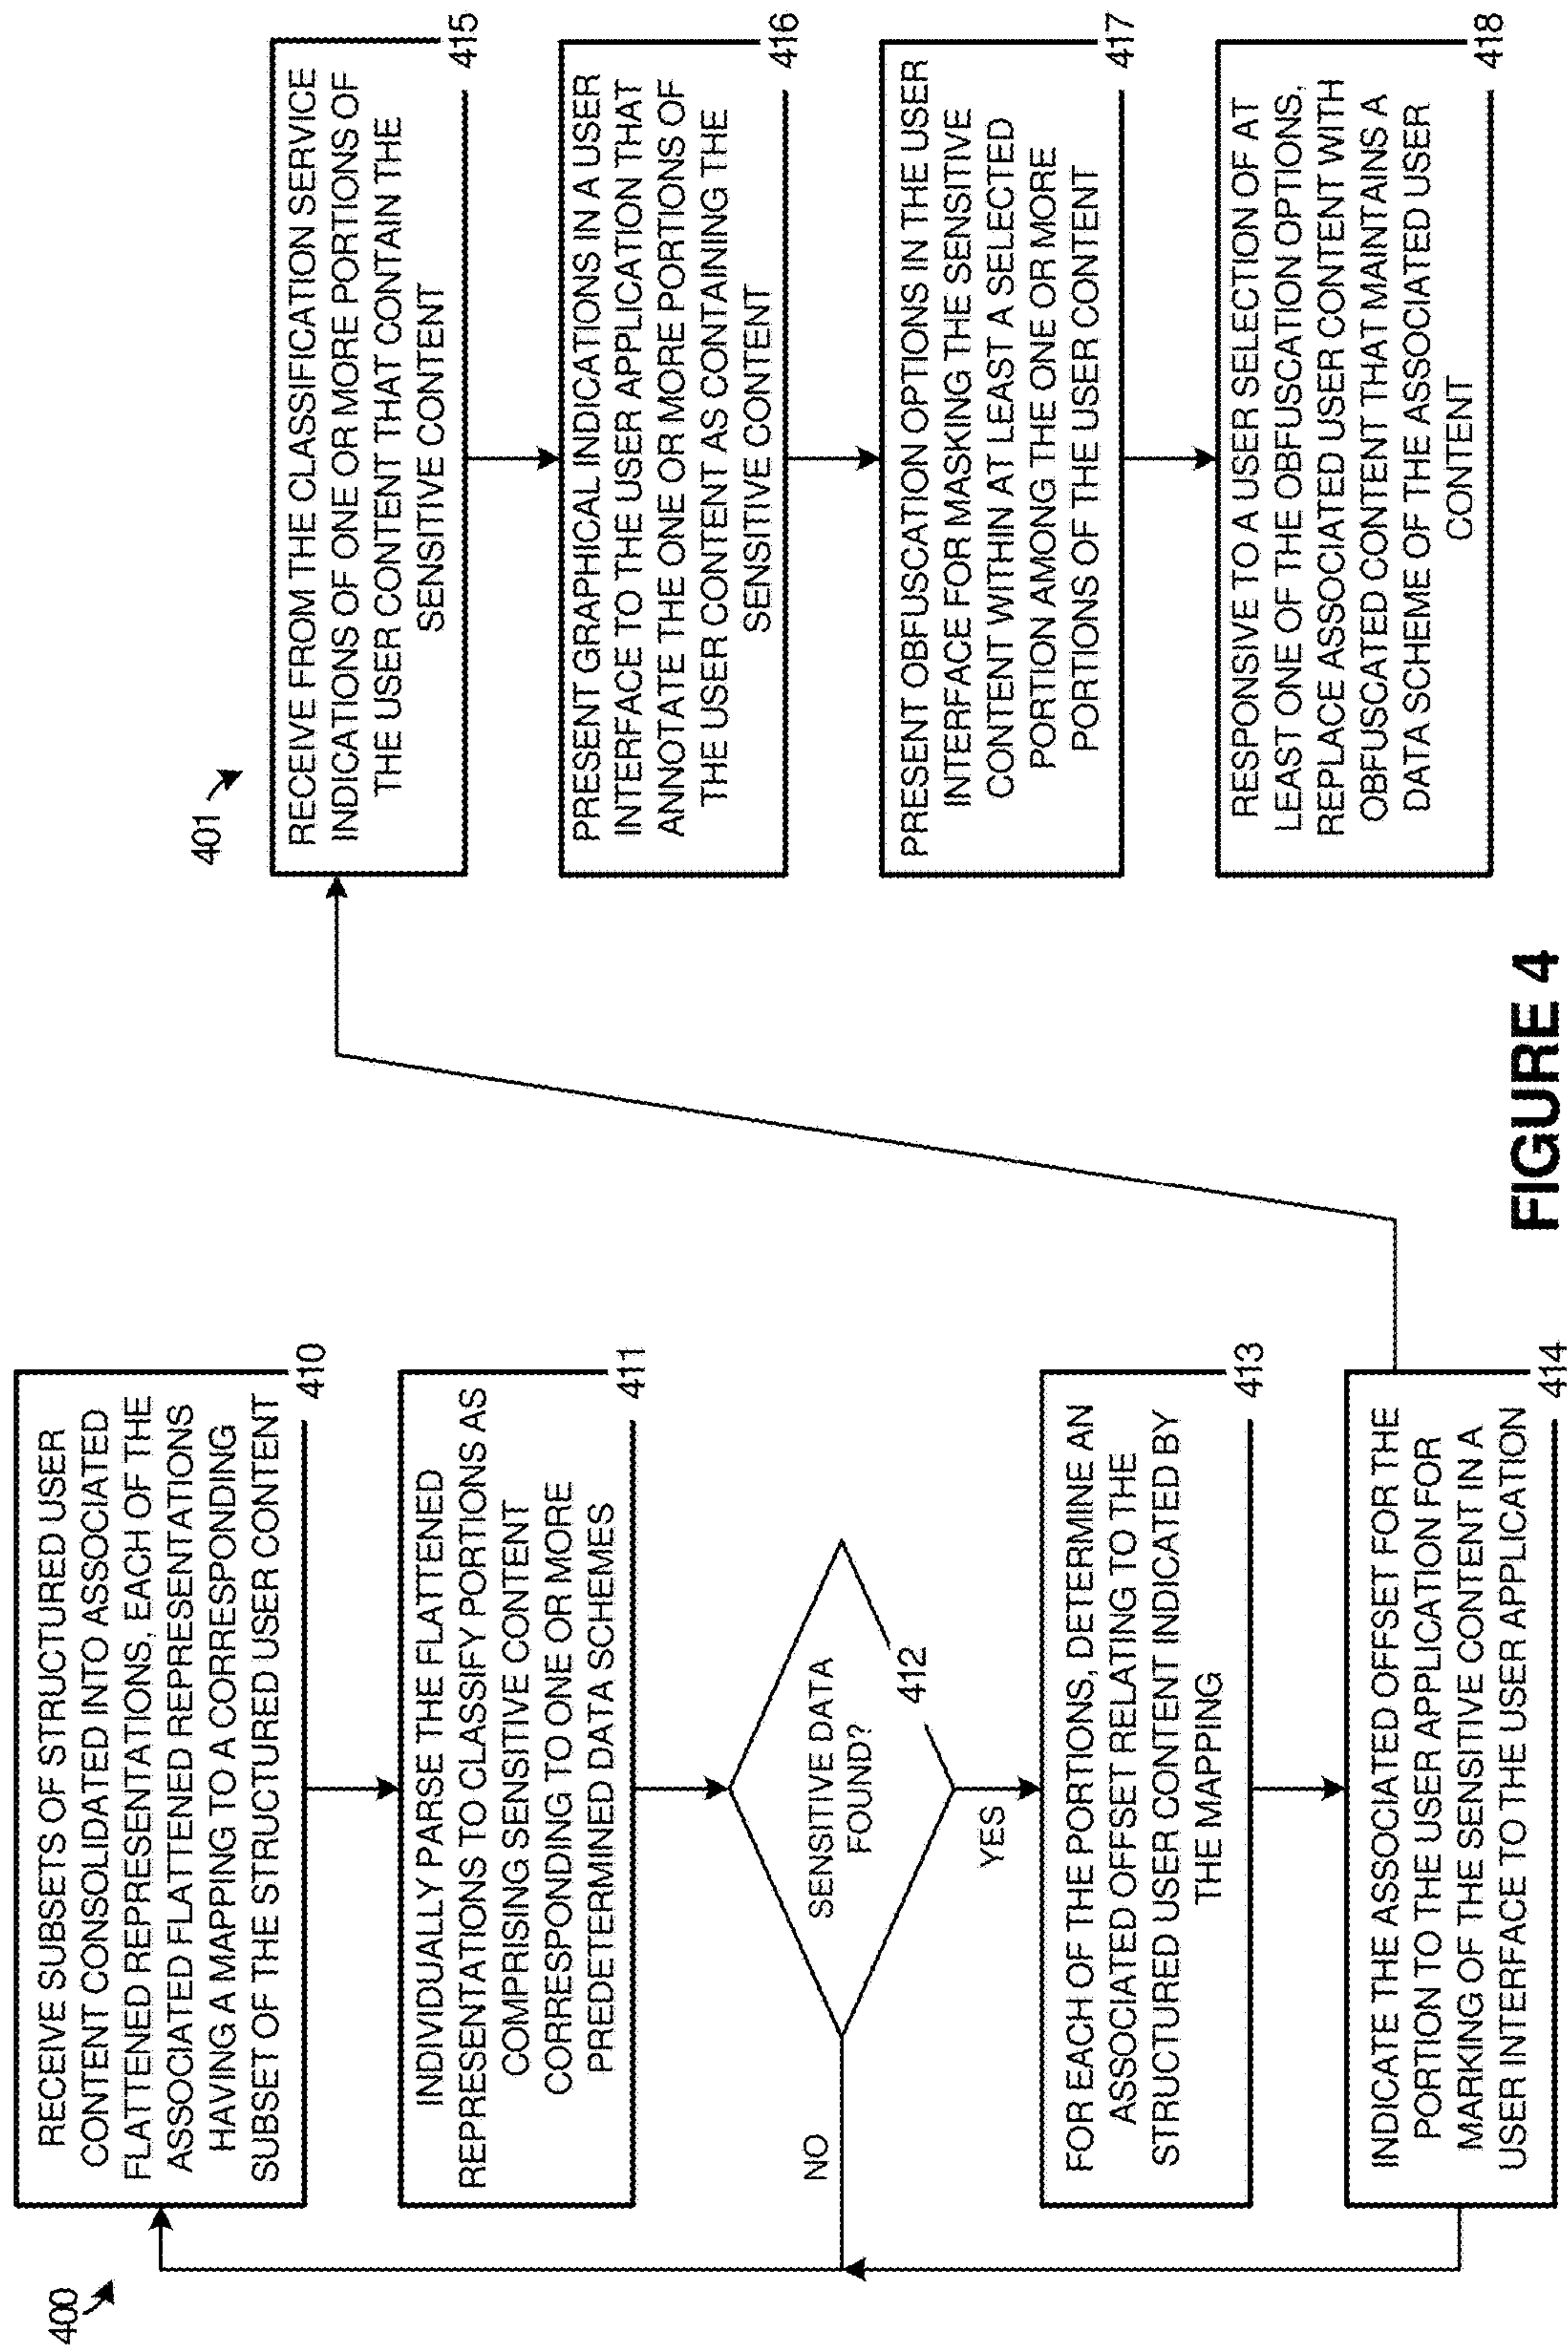 400
RECEIVE SUBSETS OF STRUCTURED USER
CONTENT CONSOLIDATED INTO ASSOCIATED
FLATTENED REPRESENTATIONS, EACH OF THE
ASSOCIATED FLATTENED REPRESENTATIONS
HAVING A MAPPING TO A CORRESPONDING
SUBSET OF THE STRUCTURED USER CONTENT
410
INDIVIDUALLY PARSE THE FLATTENED
REPRESENTATIONS TO CLASSIFY PORTIONS AS
COMPRISING SENSITIVE CONTENT
CORRESPONDING TO ONE OR MORE
PREDETERMINED DATA SCHEMES
411
SENSITIVE DATA
FOUND?
412
NO
YES
FOR EACH OF THE PORTIONS, DETERMINE AN
ASSOCIATED OFFSET RELATING TO THE
STRUCTURED USER CONTENT INDICATED BY
THE MAPPING
413
INDICATE THE ASSOCIATED OFFSET FOR THE
PORTION TO THE USER APPLICATION FOR
MARKING OF THE SENSITIVE CONTENT IN A
USER INTERFACE TO THE USER APPLICATION
414
401
RECEIVE FROM THE CLASSIFICATION SERVICE
INDICATIONS OF ONE OR MORE PORTIONS OF
THE USER CONTENT THAT CONTAIN THE
SENSITIVE CONTENT
415
PRESENT GRAPHICAL INDICATIONS IN A USER
INTERFACE TO THE USER APPLICATION THAT
ANNOTATE THE ONE OR MORE PORTIONS OF
THE USER CONTENT AS CONTAINING THE
SENSITIVE CONTENT
416
PRESENT OBFUSCATION OPTIONS IN THE USER
INTERFACE FOR MASKING THE SENSITIVE
CONTENT WITHIN AT LEAST A SELECTED
PORTION AMONG THE ONE OR MORE
PORTIONS OF THE USER CONTENT
417
RESPONSIVE TO A USER SELECTION OF AT
LEAST ONE OF THE OBFUSCATION OPTIONS,
REPLACE ASSOCIATED USER CONTENT WITH
OBFUSCATED CONTENT THAT MAINTAINS A
DATA SCHEME OF THE ASSOCIATED USER
CONTENT
418
FIGURE 4